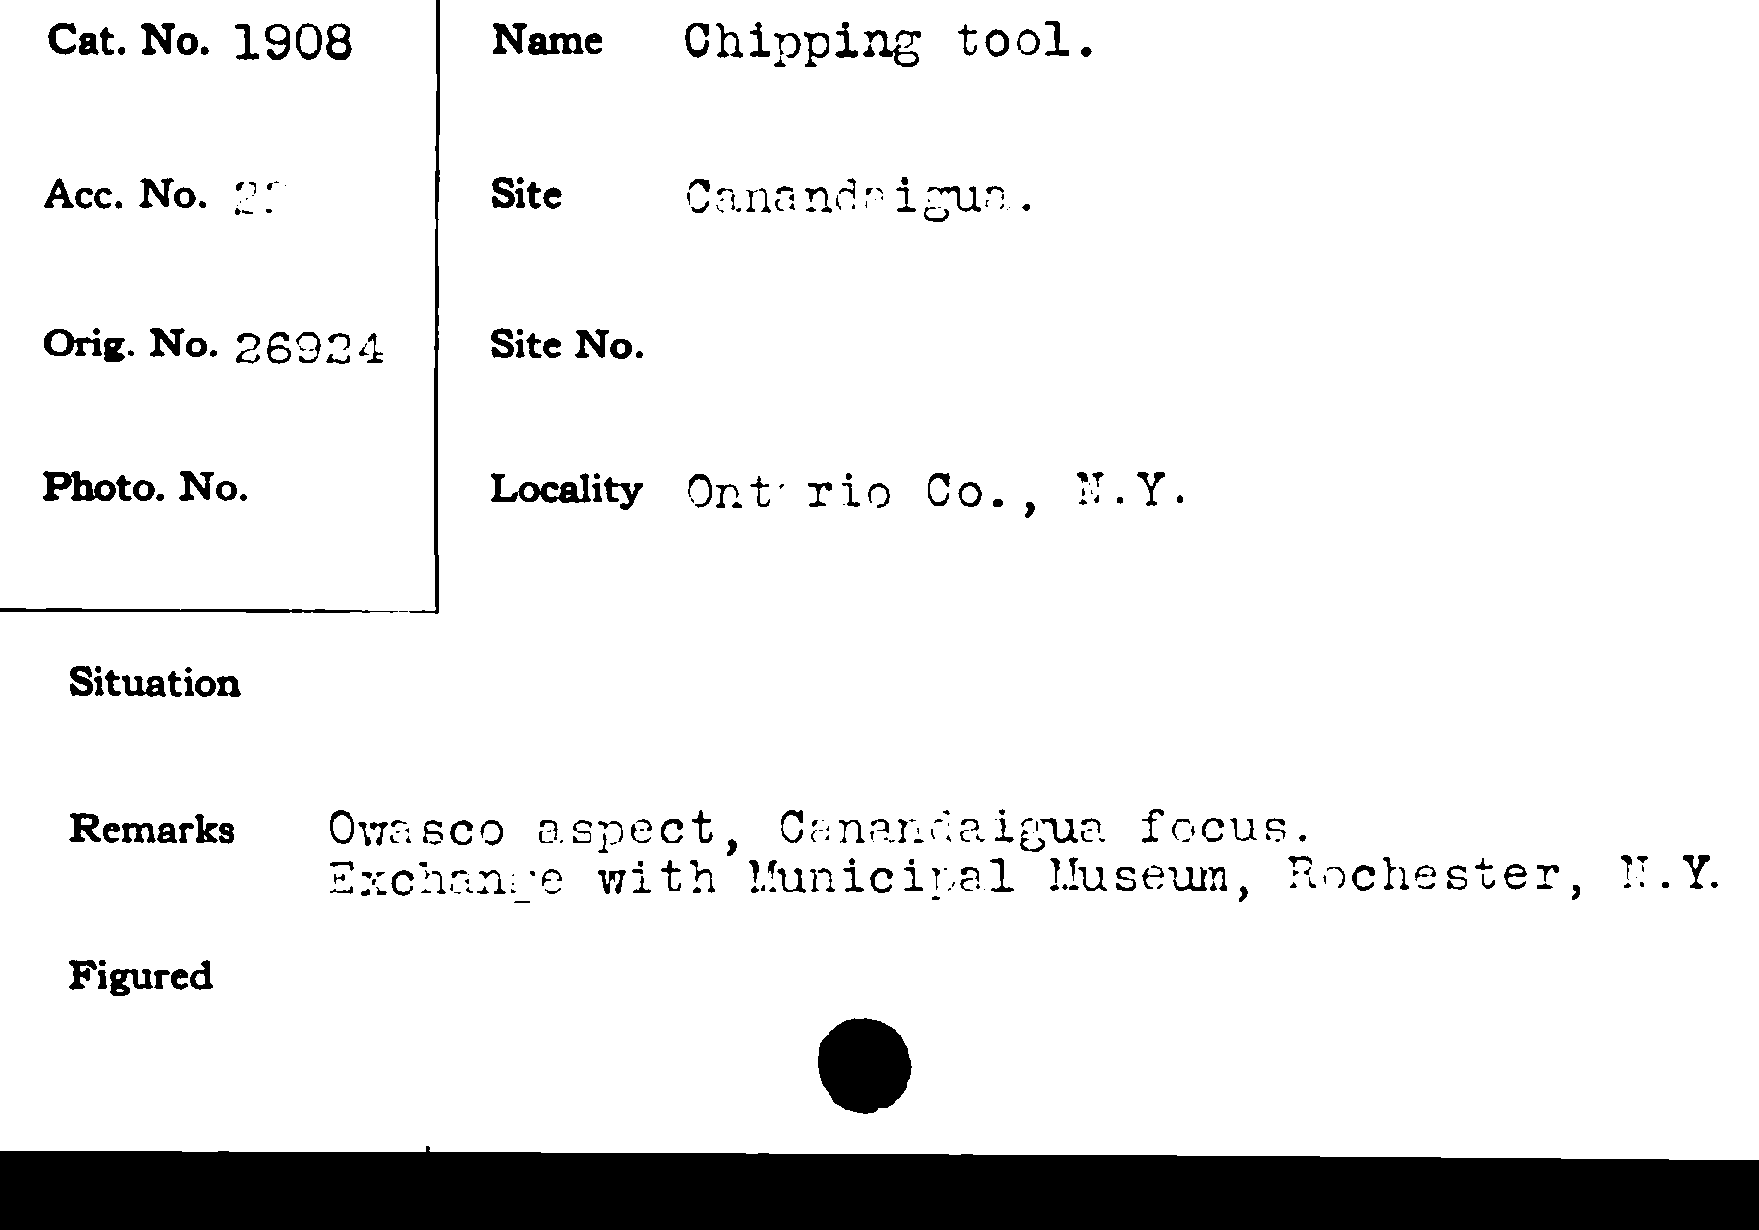 Cat. No. 1908
Name Chipping tool.
Acc. No.
Site Canandaigua.
Orig. No. 26924
Site No.
Photo. No.
Locality Ontario Co., N.Y.
Situation
Remarks Owasco aspect, Canandaigua focus.
Exchange with Municipal Museum, Rochester, N.Y.
Figured